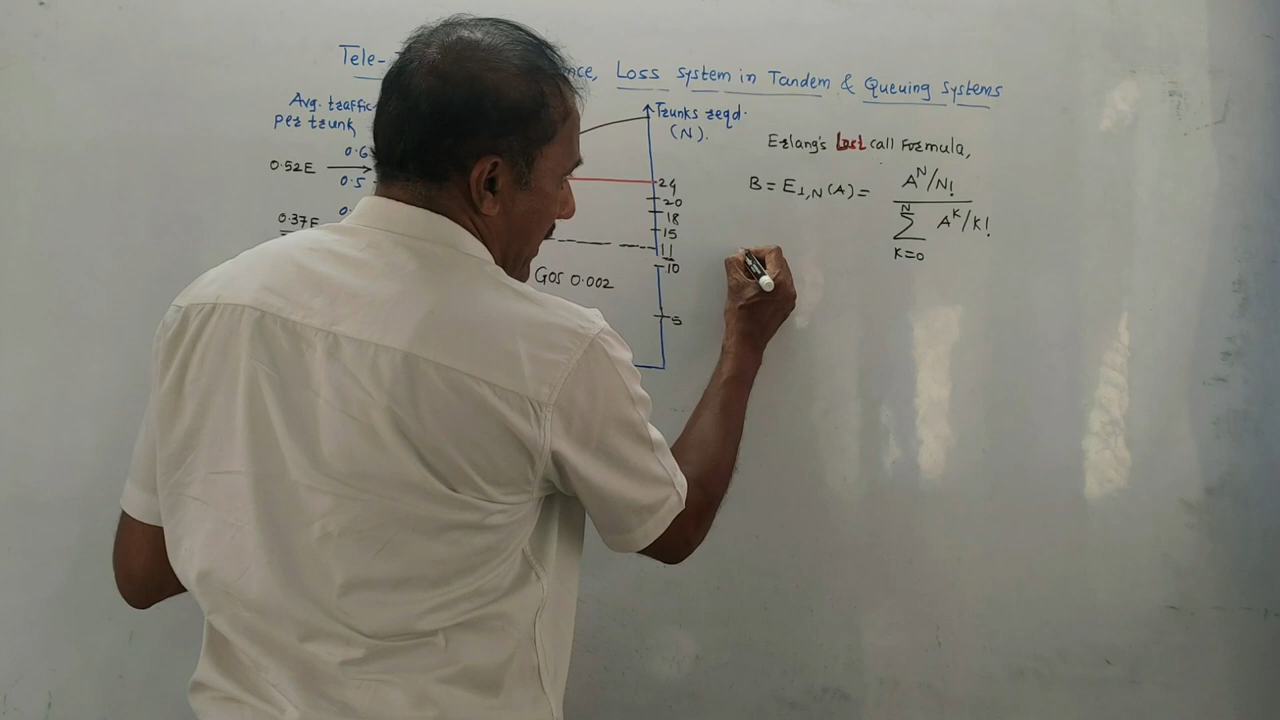 Tele- nce, Loss system in Tandem & Queuing Systems
Avg. traffic
per trunk
0.6
0.52E
0.5
0.37E
0.
Trunks reqd.
(N).
24
20
18
15
11
10
5
GOS 0.002
Erlang's Lost call Formula,
B = E1,N(A) = A^N/N!
N
Σ A^K/K!
K=0